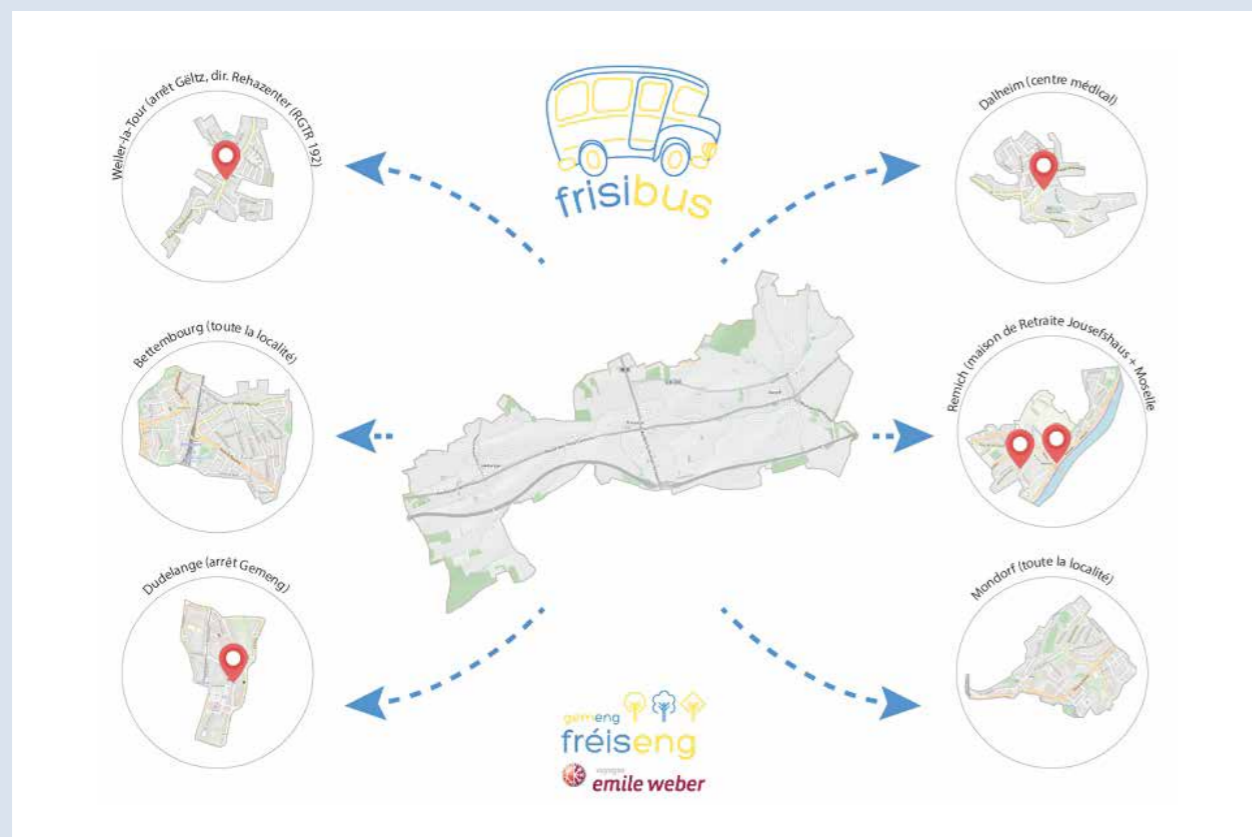 Weiler-la-Tour (arrêt Gëltz, dir. Rehazenter (RGTR 192)
frisibus
Dalheim (centre médical)
Bettembourg (toute la localité)
Remich (maison de Retraite Jousefshaus + Moselle
Dudelange (arrêt Gemeng)
Mondorf (toute la localité)
gemeng
fréiseng
voyages
emile weber